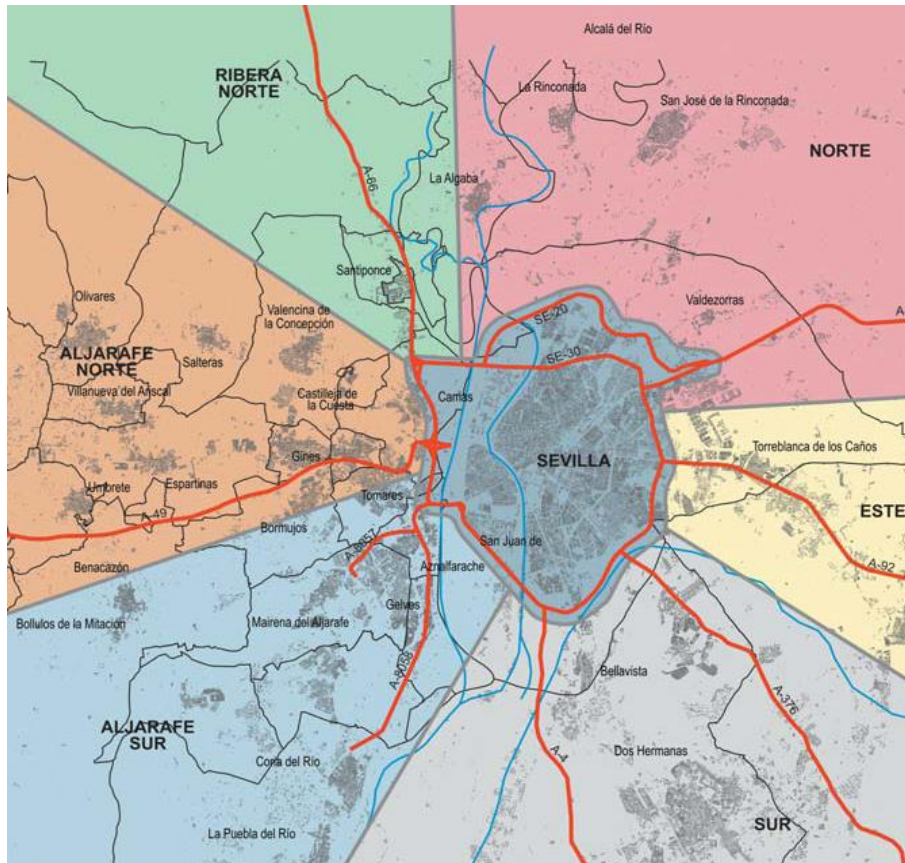 Alcalá del Río
RIBERA
NORTE
La Rinconada
San José de la Rinconada
NORTE
A-66
La Algaba
Santiponce
Olivares
Valencina de
la Concepción
Valdezorras
SE-20
A
ALJARAFE
NORTE
Salteras
SE-30
Villanueva del Ariscal
Castilleja de
la Cuesta
Camas
Torreblanca de los Caños
Gines
SEVILLA
Umbrete
Espartinas
Tomares
ESTE
A-49
Bormujos
A-8057
San Juan de
Aznalfarache
Benacazón
A-92
Bollulos de la Mitación
Mairena del Aljarafe
Gelves
A-8058
Bellavista
A-376
ALJARAFE
SUR
Coria del Río
A-4
Dos Hermanas
La Puebla del Río
SUR